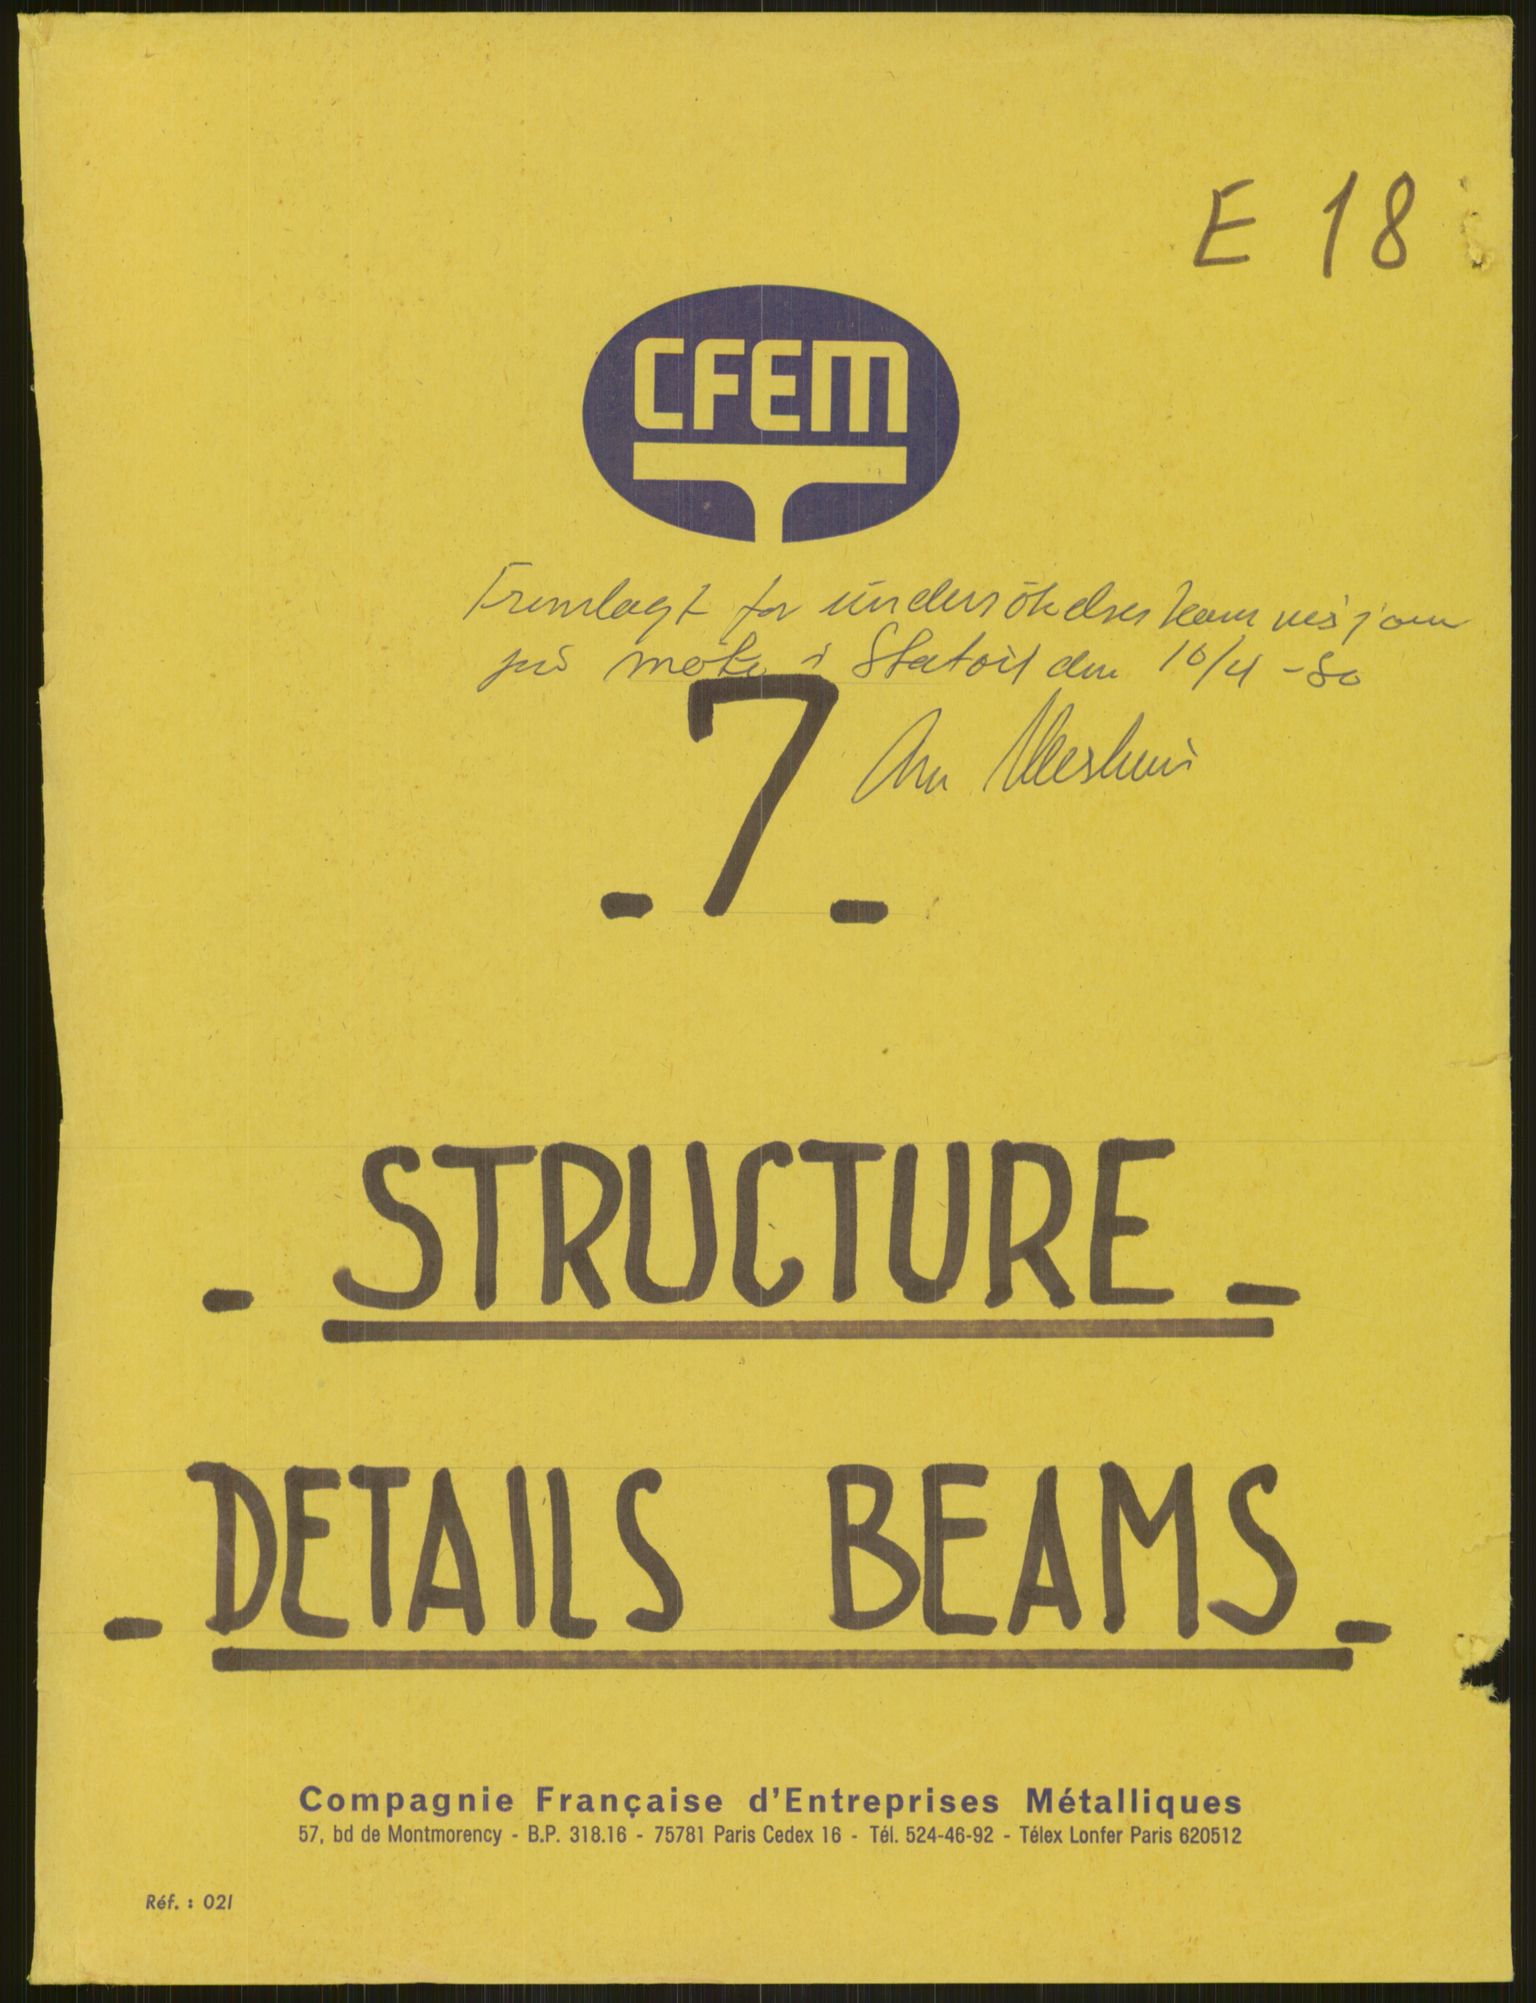 E 18
CFEM
Fremlagt for undersökelseskommisjonen
på möte i Statoil den 10/4 -80
- 7 -
- STRUCTURE -
- DETAILS BEAMS -
Compagnie Française d'Entreprises Métalliques
57, bd de Montmorency - B.P. 318.16 - 75781 Paris Cedex 16 - Tél. 524-46-92 - Télex Lonfer Paris 620512
Réf. : 021